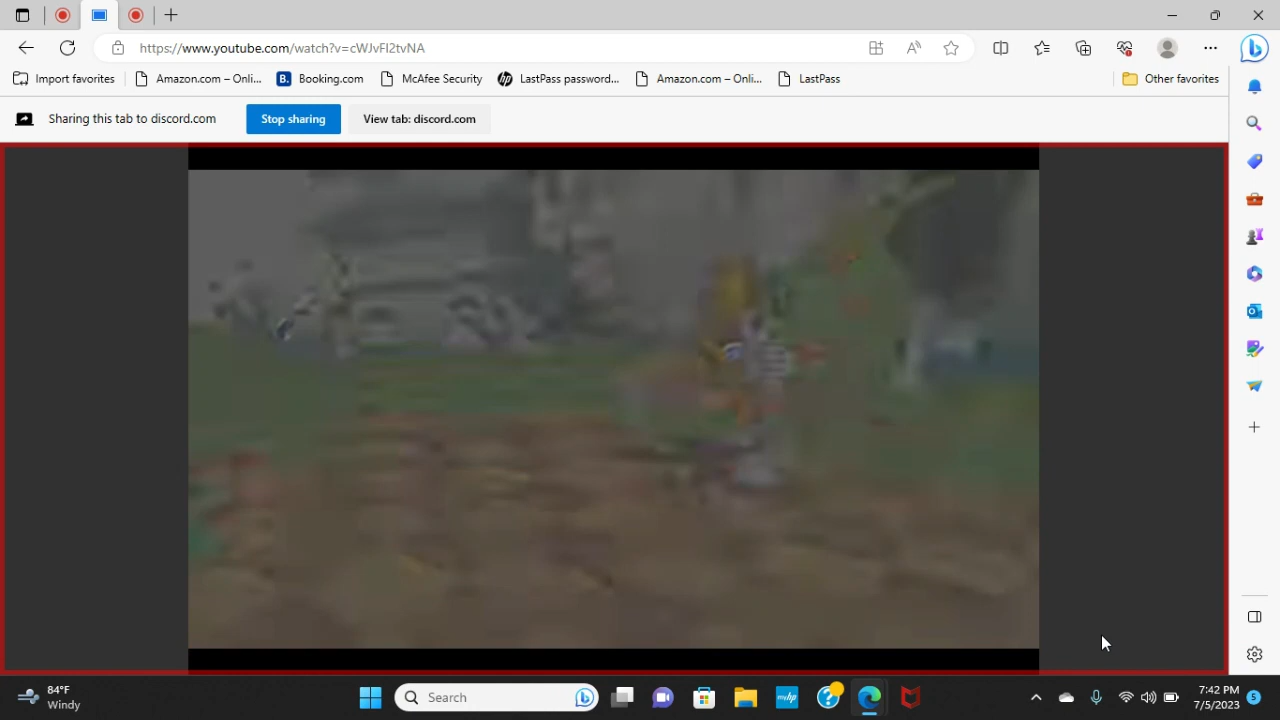 https://www.youtube.com/watch?v=cWJvFI2tvNA
Import favorites
Amazon.com – Onli...
B.
Booking.com
McAfee Security
hp
LastPass password...
Amazon.com – Onli...
LastPass
Other favorites
Sharing this tab to discord.com
Stop sharing
View tab: discord.com
84°F
Windy
Search
7:42 PM
7/5/2023
5